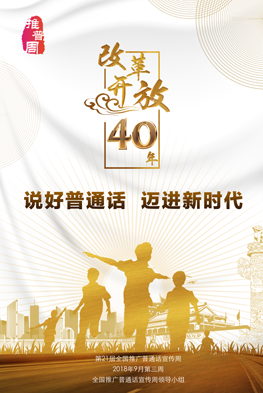 推普周
改革
开放
40年
说好普通话 迈进新时代
第21届全国推广普通话宣传周
2018年9月第三周
全国推广普通话宣传周领导小组